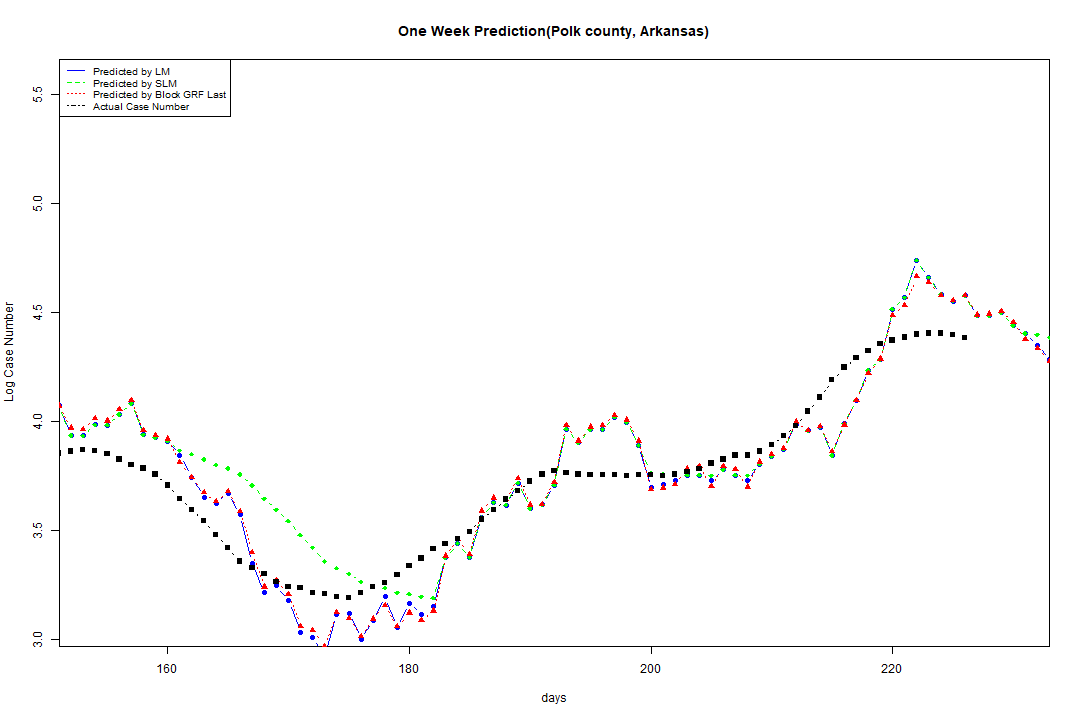 One Week Prediction(Polk county, Arkansas)
Predicted by LM
Predicted by SLM
Predicted by Block GRF Last
Actual Case Number
5.5
5.0
4.5
4.0
3.5
3.0
Log Case Number
160 180 200 220
days